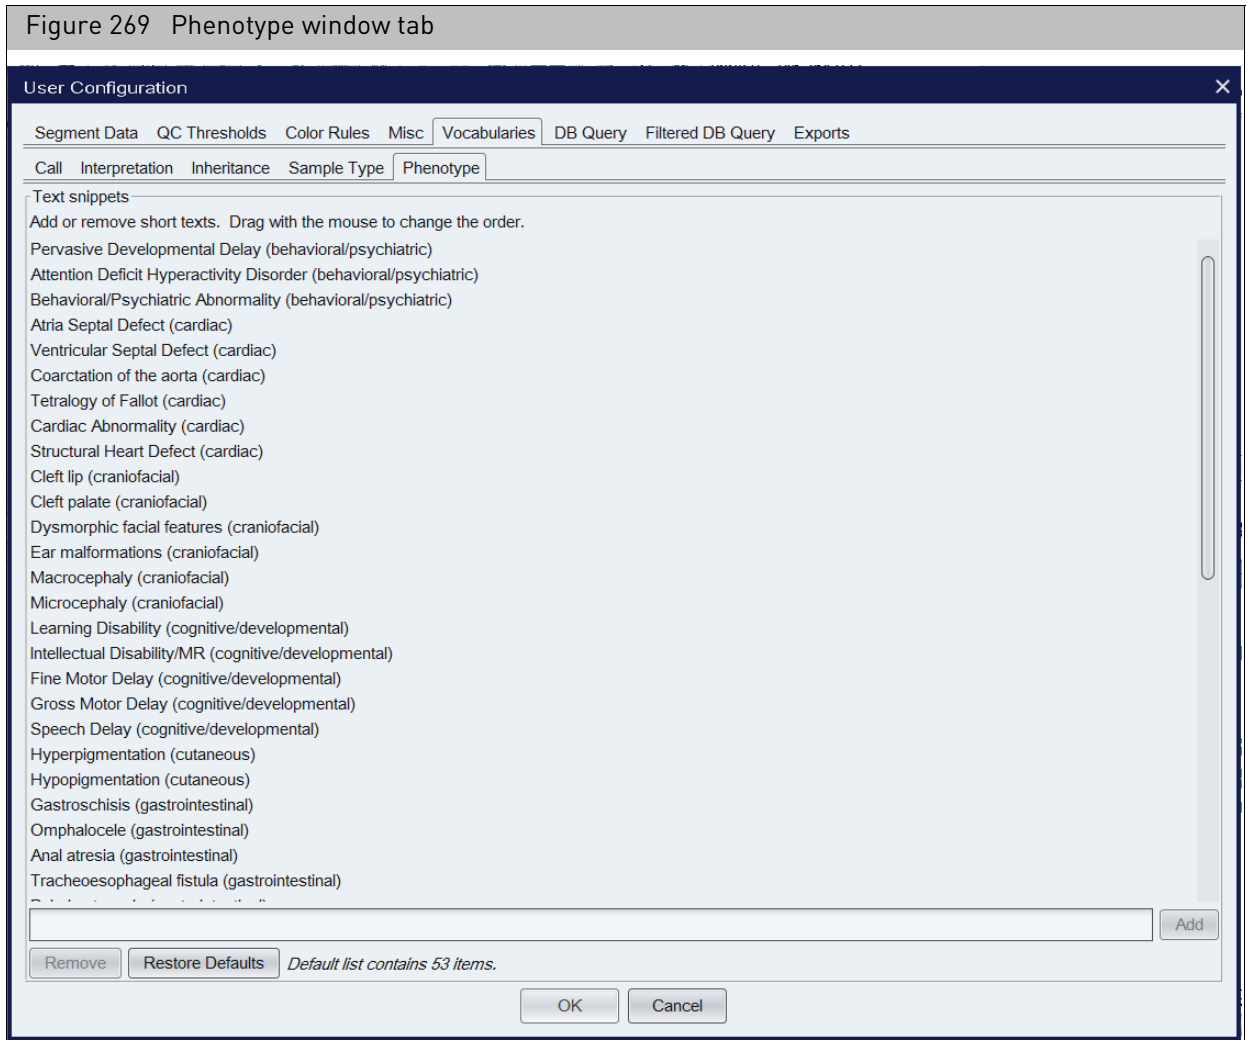 Figure 269 Phenotype window tab
User Configuration
Segment Data QC Thresholds Color Rules Misc Vocabularies DB Query Filtered DB Query Exports
Call Interpretation Inheritance Sample Type Phenotype
Text snippets
Add or remove short texts. Drag with the mouse to change the order.
Pervasive Developmental Delay (behavioral/psychiatric)
Attention Deficit Hyperactivity Disorder (behavioral/psychiatric)
Behavioral/Psychiatric Abnormality (behavioral/psychiatric)
Atria Septal Defect (cardiac)
Ventricular Septal Defect (cardiac)
Coarctation of the aorta (cardiac)
Tetralogy of Fallot (cardiac)
Cardiac Abnormality (cardiac)
Structural Heart Defect (cardiac)
Cleft lip (craniofacial)
Cleft palate (craniofacial)
Dysmorphic facial features (craniofacial)
Ear malformations (craniofacial)
Macrocephaly (craniofacial)
Microcephaly (craniofacial)
Learning Disability (cognitive/developmental)
Intellectual Disability/MR (cognitive/developmental)
Fine Motor Delay (cognitive/developmental)
Gross Motor Delay (cognitive/developmental)
Speech Delay (cognitive/developmental)
Hyperpigmentation (cutaneous)
Hypopigmentation (cutaneous)
Gastroschisis (gastrointestinal)
Omphalocele (gastrointestinal)
Anal atresia (gastrointestinal)
Tracheoesophageal fistula (gastrointestinal)
Add
Remove Restore Defaults Default list contains 53 items.
OK Cancel